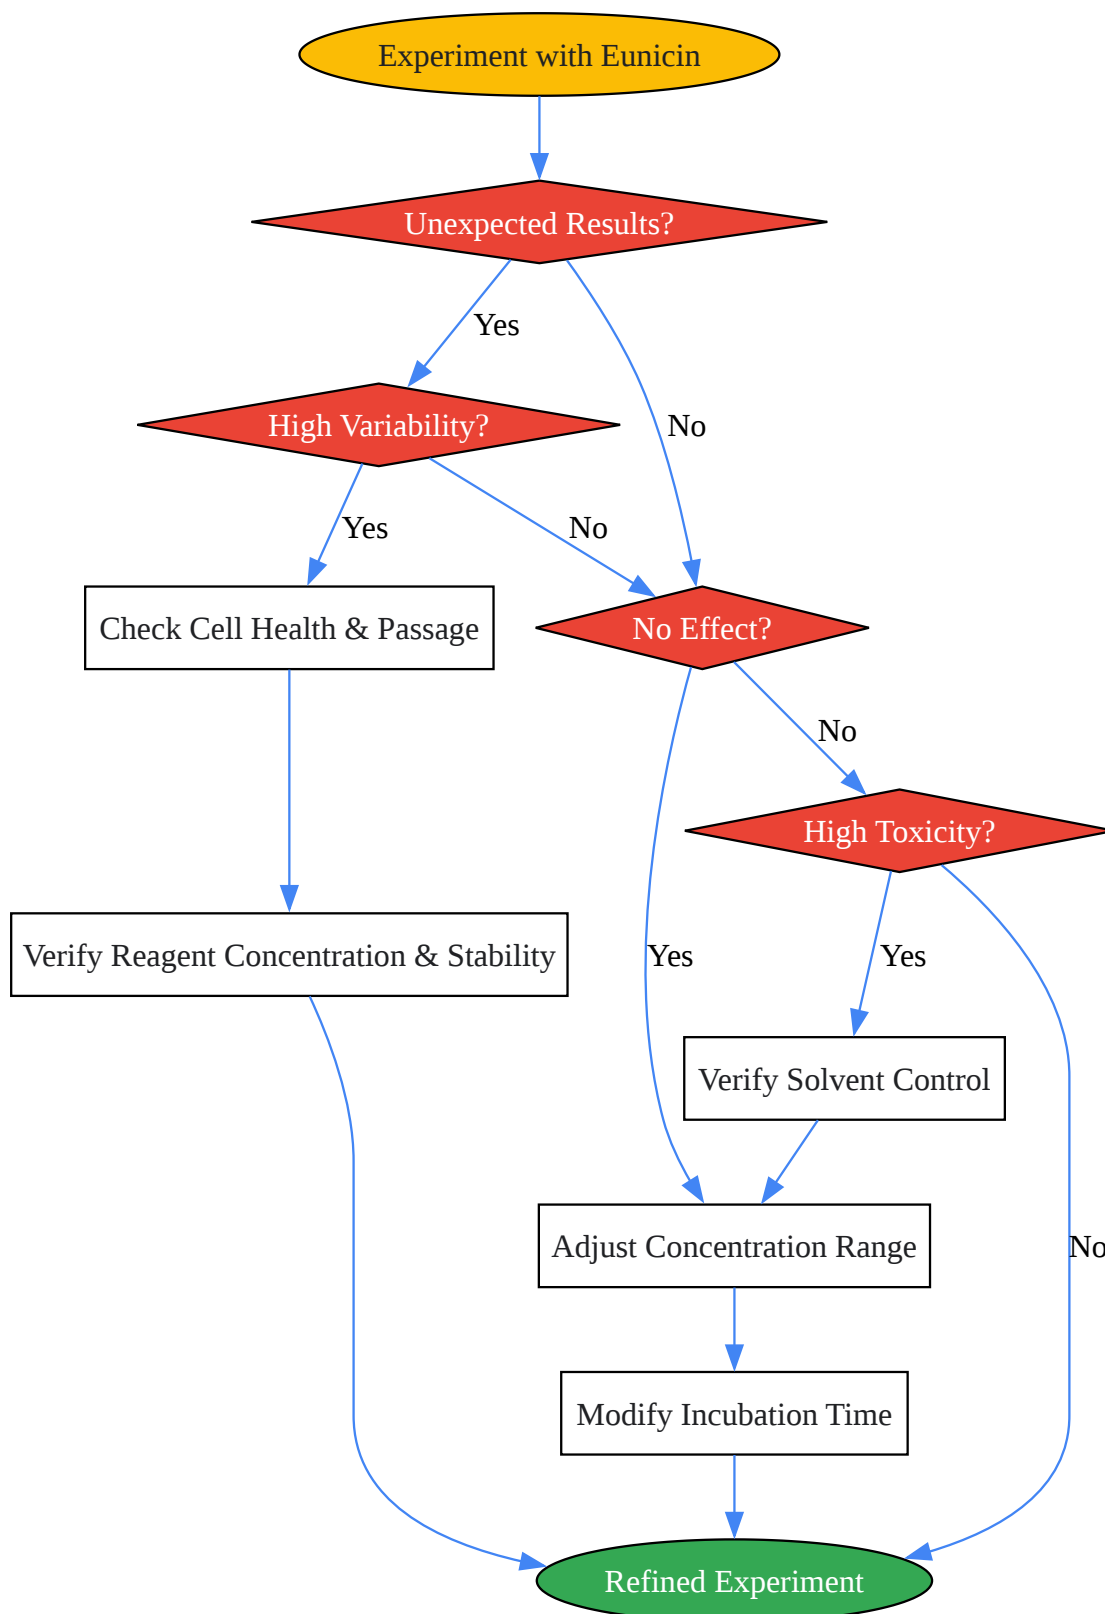 Experiment with Eunicin
Unexpected Results?
Yes
High Variability?
No
Yes
No
Check Cell Health & Passage
No Effect?
No
High Toxicity?
Verify Reagent Concentration & Stability
Yes
Yes
Verify Solvent Control
Adjust Concentration Range
No
Modify Incubation Time
Refined Experiment